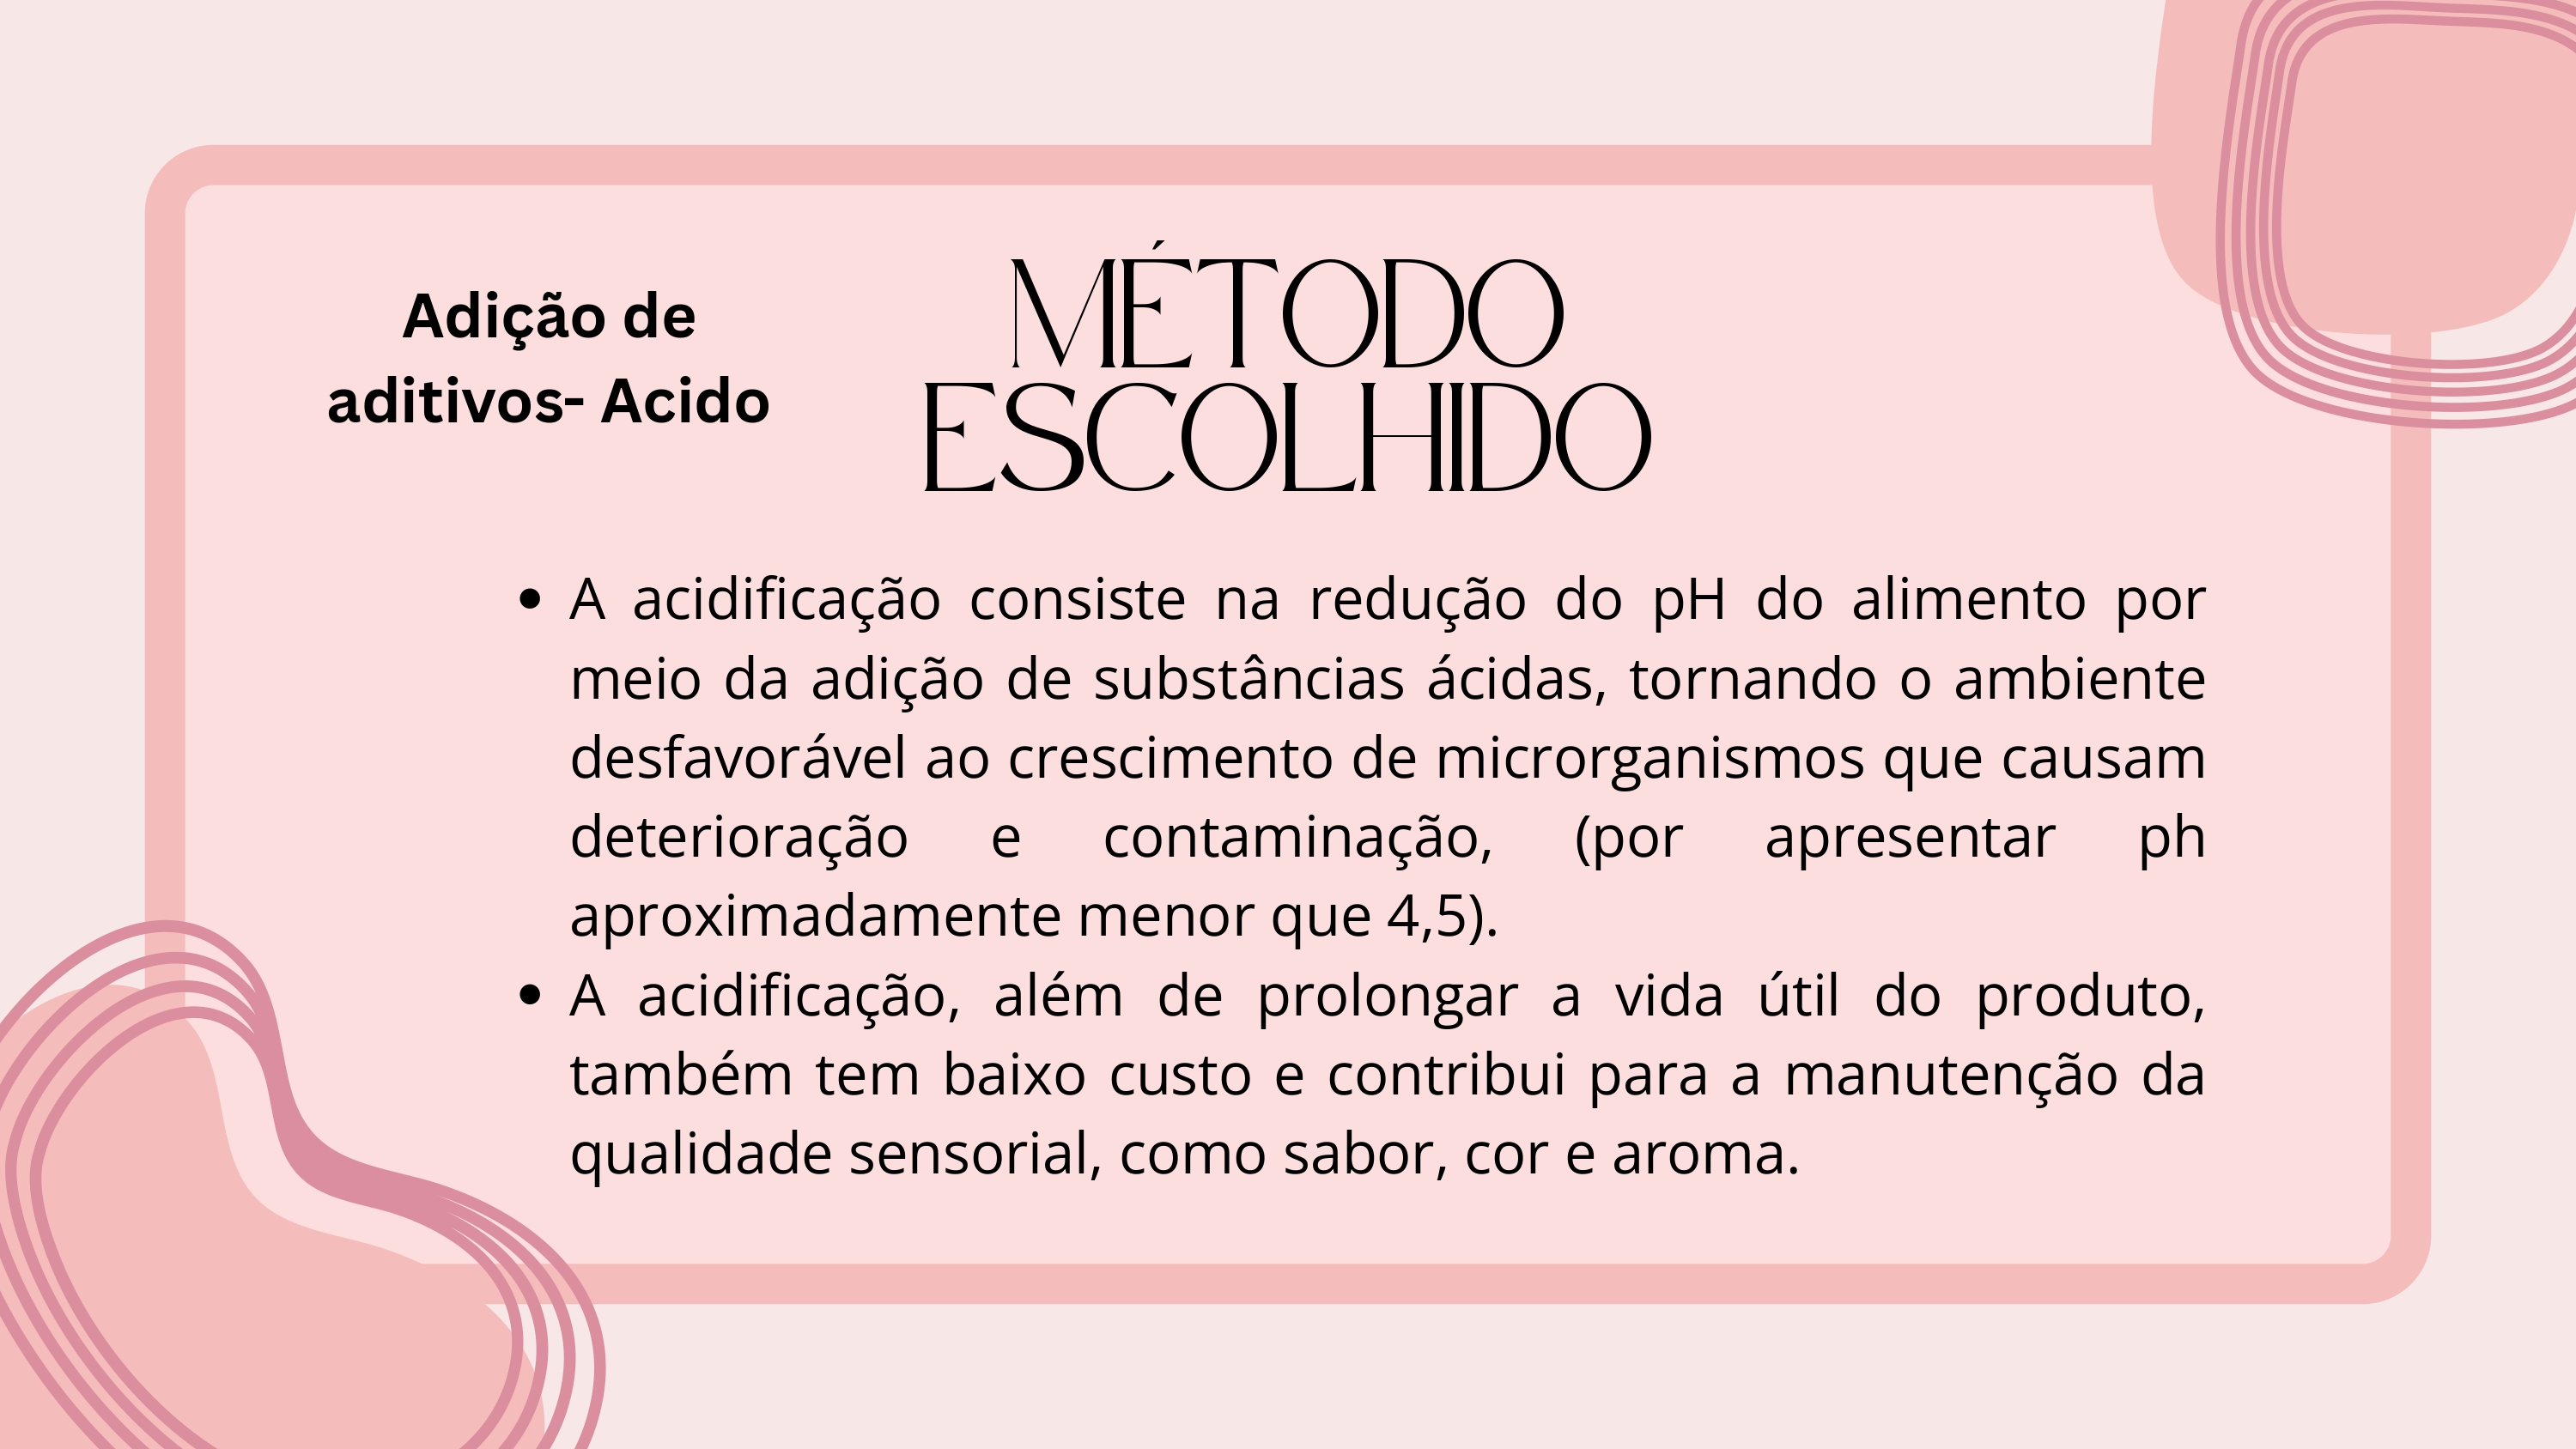 Adição de
aditivos- Acido
MÉTODO
ESCOLHIDO
• A acidificação consiste na redução do pH do alimento por
meio da adição de substâncias ácidas, tornando o ambiente
desfavorável ao crescimento de microrganismos que causam
deterioração e contaminação, (por apresentar ph
aproximadamente menor que 4,5).
• A acidificação, além de prolongar a vida útil do produto,
também tem baixo custo e contribui para a manutenção da
qualidade sensorial, como sabor, cor e aroma.